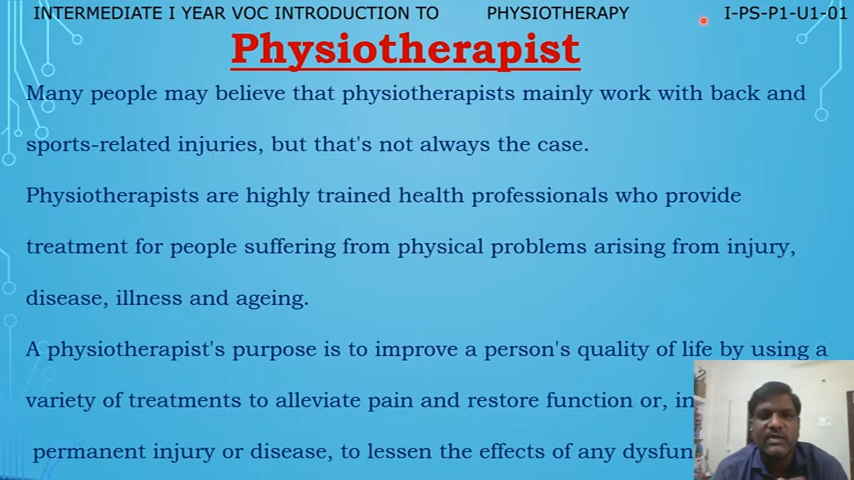 INTERMEDIATE I YEAR VOC INTRODUCTION TO PHYSIOTHERAPY I-PS-P1-U1-01
Physiotherapist
Many people may believe that physiotherapists mainly work with back and
sports-related injuries, but that's not always the case.
Physiotherapists are highly trained health professionals who provide
treatment for people suffering from physical problems arising from injury,
disease, illness and ageing.
A physiotherapist's purpose is to improve a person's quality of life by using a
variety of treatments to alleviate pain and restore function or, in
permanent injury or disease, to lessen the effects of any